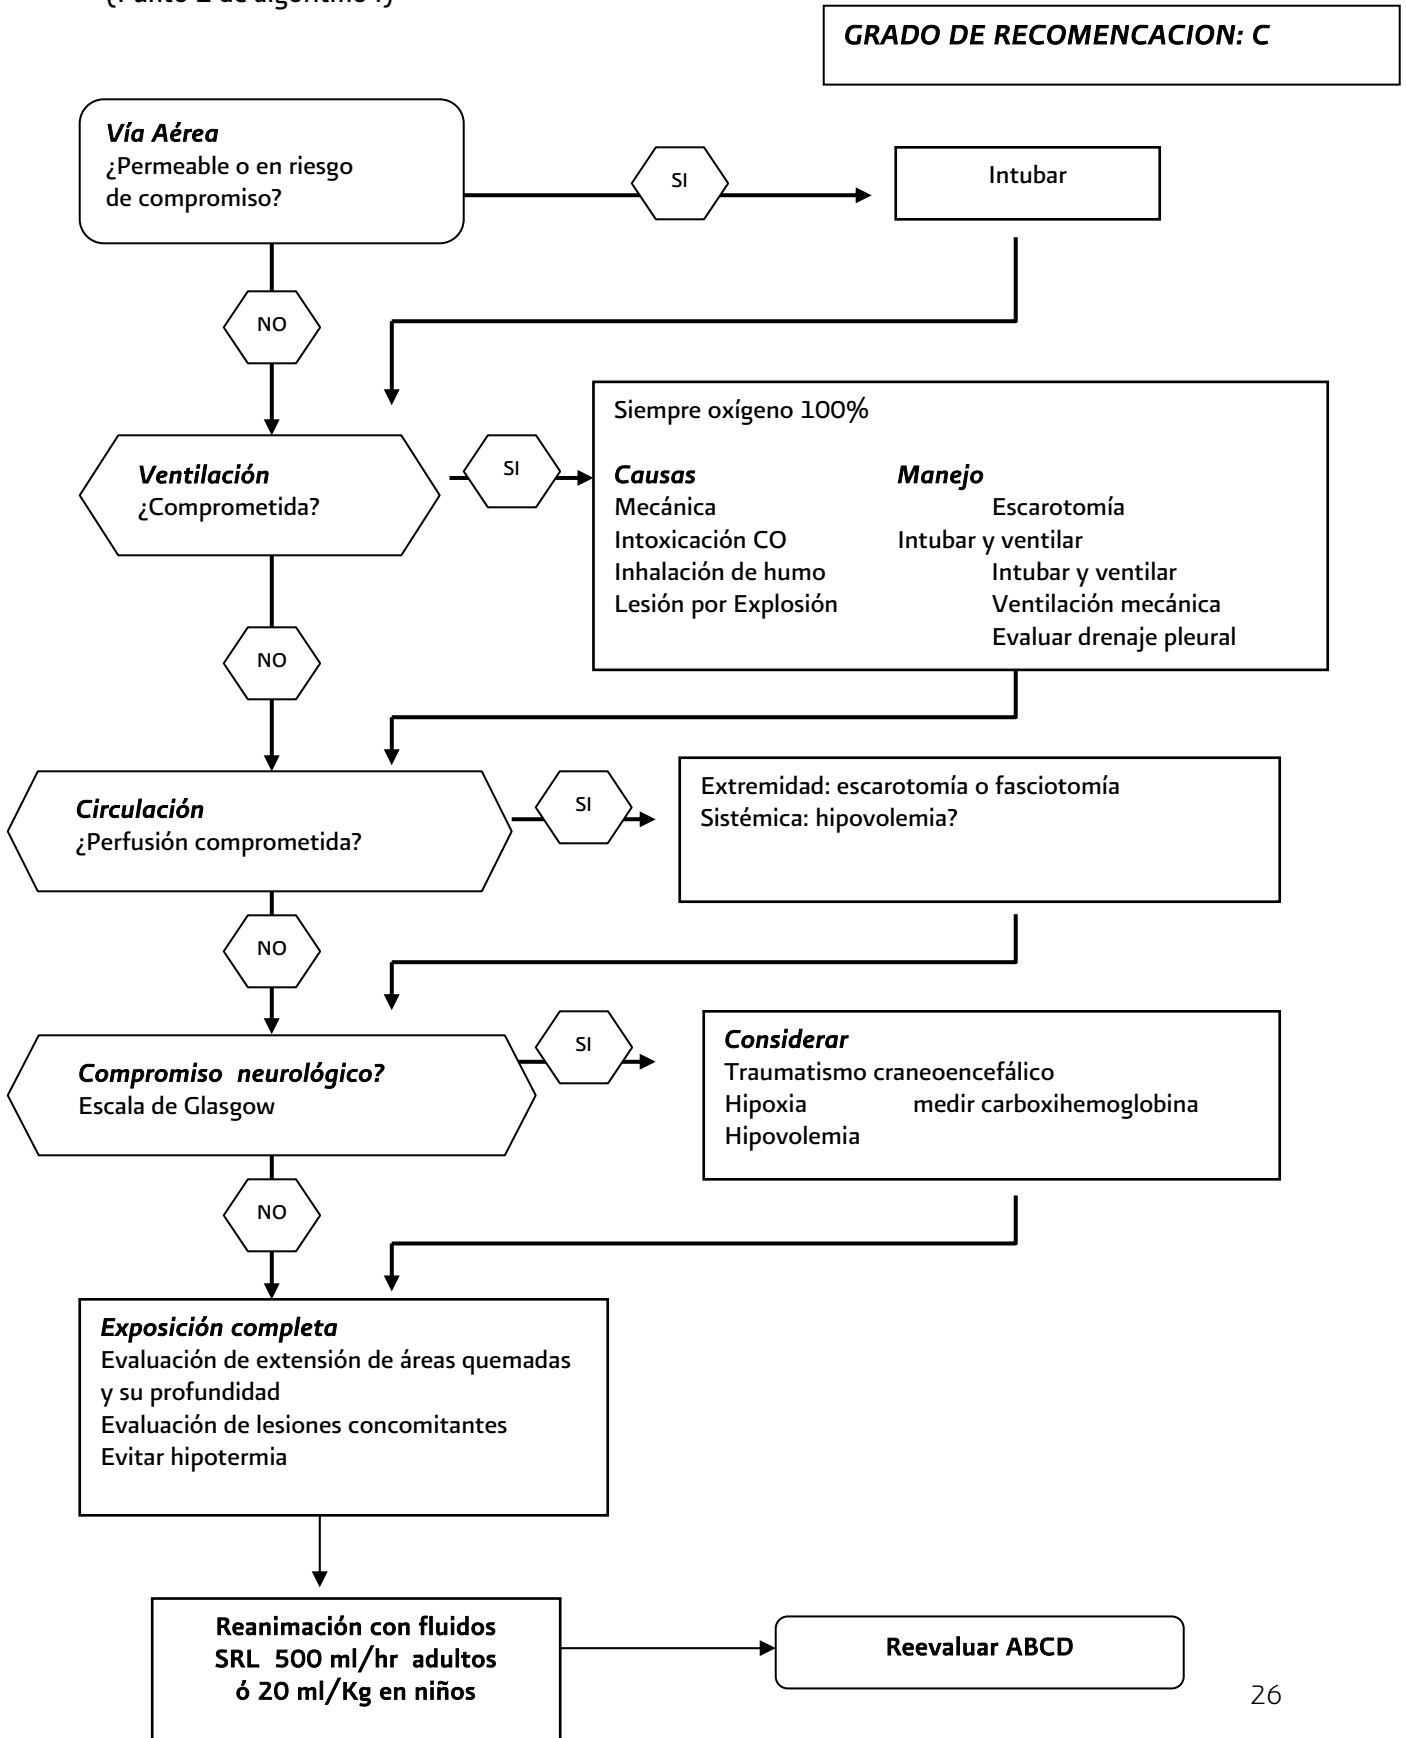 GRADO DE RECOMENCACION: C
Vía Aérea
¿Permeable o en riesgo
de compromiso?
SI
Intubar
NO
Siempre oxígeno 100%
Causas Manejo
Mecánica Escarotomía
Intoxicación CO Intubar y ventilar
Inhalación de humo Intubar y ventilar
Lesión por Explosión Ventilación mecánica
Evaluar drenaje pleural
Ventilación
¿Comprometida?
SI
NO
Circulación
¿Perfusión comprometida?
SI
Extremidad: escarotomía o fasciotomía
Sistémica: hipovolemia?
NO
Compromiso neurológico?
Escala de Glasgow
SI
Considerar
Traumatismo craneoencefálico
Hipoxia medir carboxihemoglobina
Hipovolemia
NO
Exposición completa
Evaluación de extensión de áreas quemadas
y su profundidad
Evaluación de lesiones concomitantes
Evitar hipotermia
Reanimación con fluidos
SRL 500 ml/hr adultos
ó 20 ml/Kg en niños
Reevaluar ABCD
26